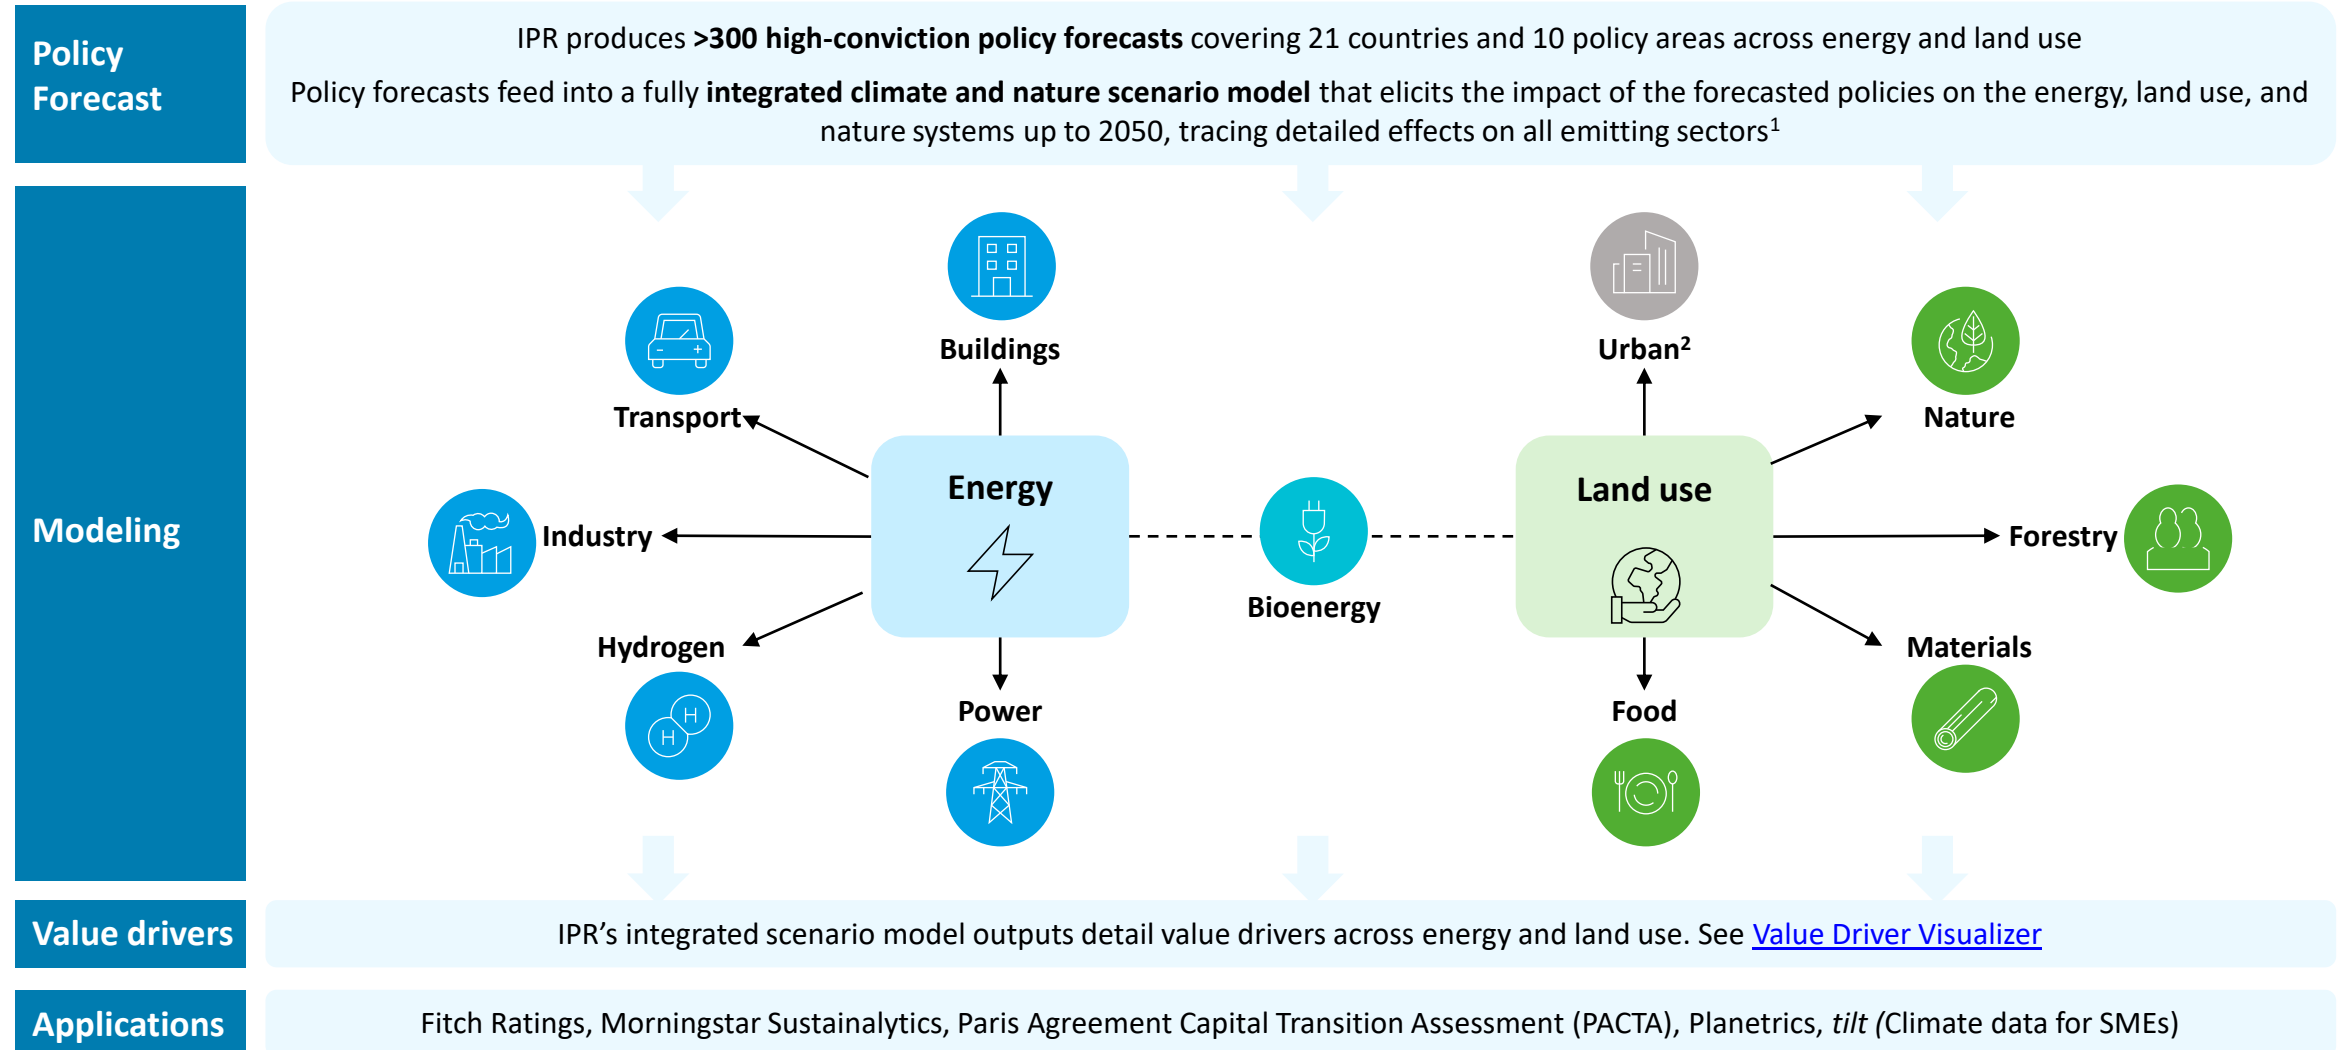 Policy
Forecast
IPR produces >300 high-conviction policy forecasts covering 21 countries and 10 policy areas across energy and land use
Policy forecasts feed into a fully integrated climate and nature scenario model that elicits the impact of the forecasted policies on the energy, land use, and
nature systems up to 2050, tracing detailed effects on all emitting sectors¹
Modeling
Buildings
Urban²
Transport
Nature
Energy
Land use
Industry
Forestry
Bioenergy
Hydrogen
Materials
H
H
Power
Food
Value drivers
IPR’s integrated scenario model outputs detail value drivers across energy and land use. See Value Driver Visualizer
Applications
Fitch Ratings, Morningstar Sustainalytics, Paris Agreement Capital Transition Assessment (PACTA), Planetrics, tilt (Climate data for SMEs)